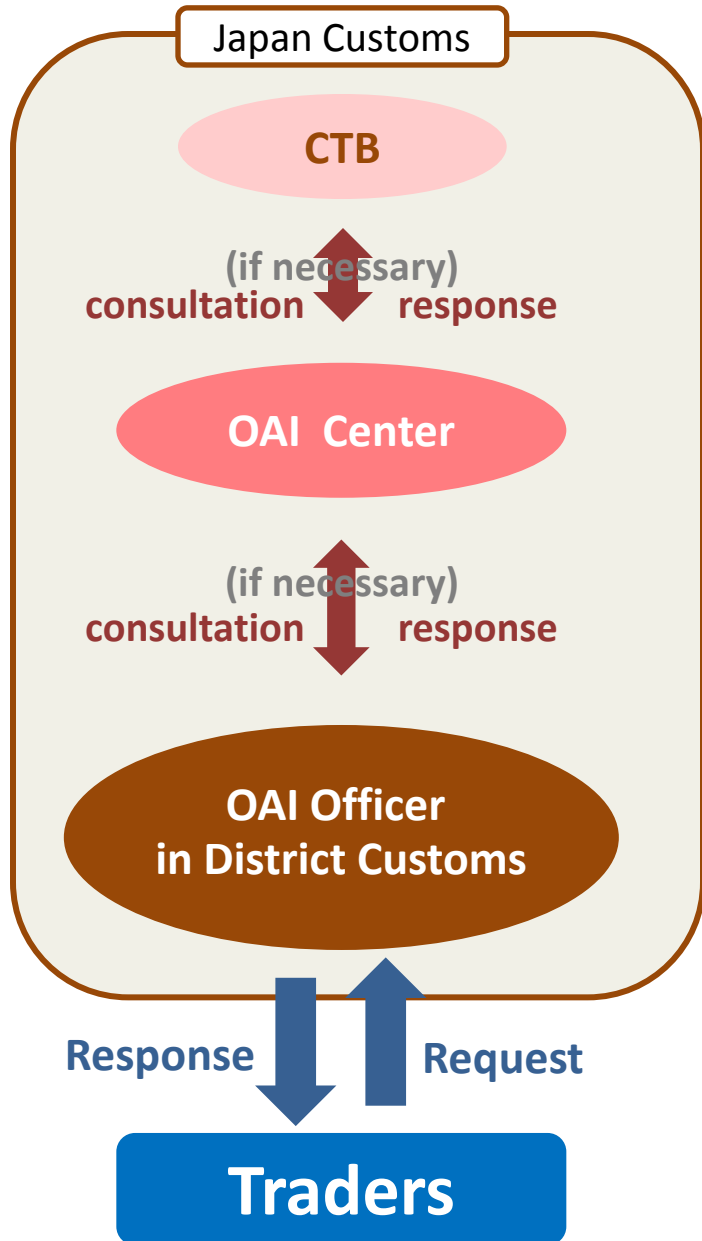 Japan Customs
CTB
(if necessary)
consultation response
OAI Center
(if necessary)
consultation response
OAI Officer
in District Customs
Response Request
Traders